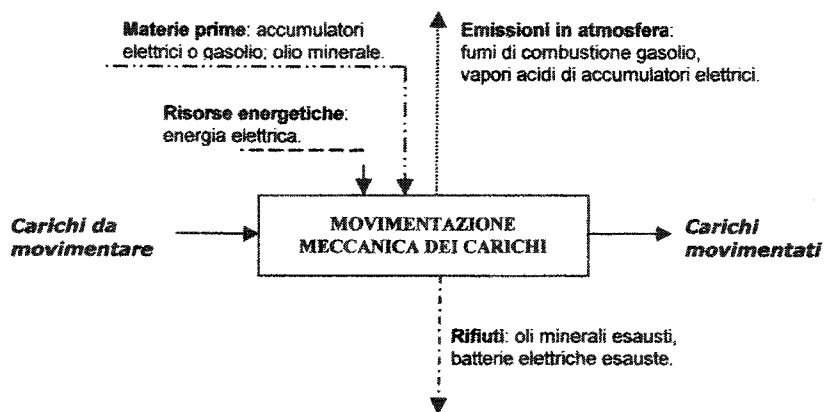 Materie prime: accumulatori
elettrici o gasolio; olio minerale.
Emissioni in atmosfera:
fumi di combustione gasolio,
vapori acidi di accumulatori elettrici.
Risorse energetiche:
energia elettrica.
Carichi da
movimentare
MOVIMENTAZIONE
MECCANICA DEI CARICHI
Carichi
movimentati
Rifiuti: oli minerali esausti,
batterie elettriche esauste.